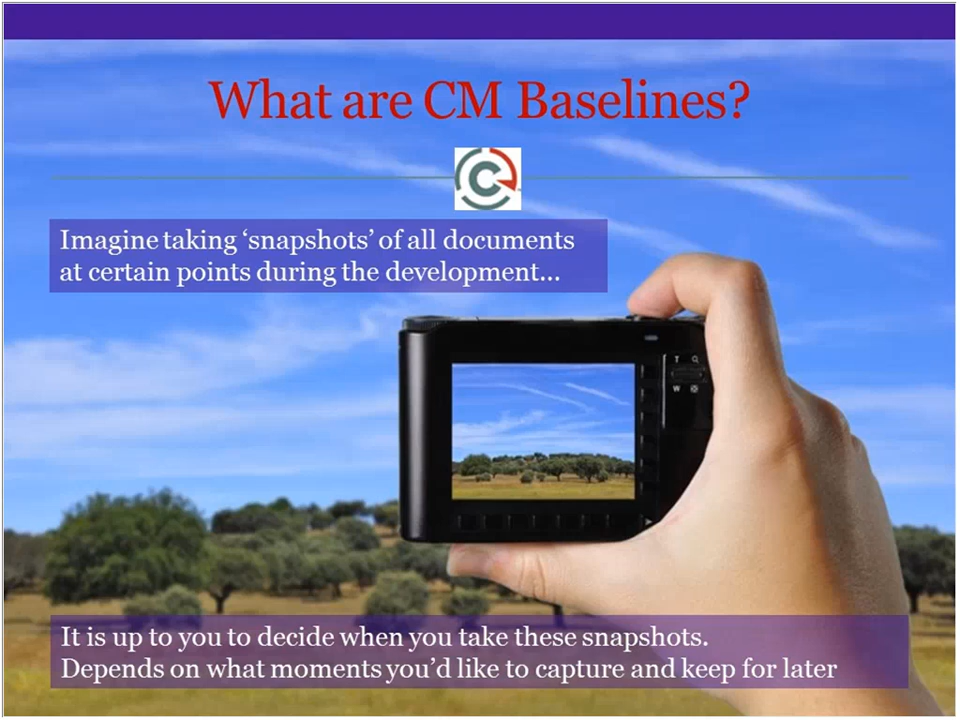 What are CM Baselines?
C
Imagine taking ‘snapshots’ of all documents
at certain points during the development…
T
W
It is up to you to decide when you take these snapshots.
Depends on what moments you’d like to capture and keep for later